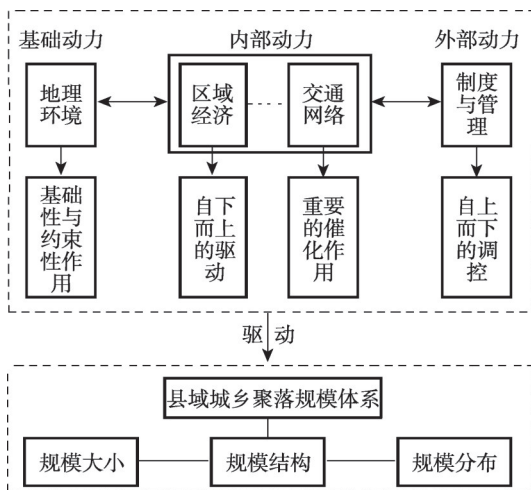 基础动力
内部动力
外部动力
地理
环境
区域
经济
交通
网络
制度
与管
理
基础
性与
约束
性作
用
自下
而上
的驱
动
重要
的催
化作
用
自上
而下
的调
控
驱动
县域城乡聚落规模体系
规模大小
规模结构
规模分布